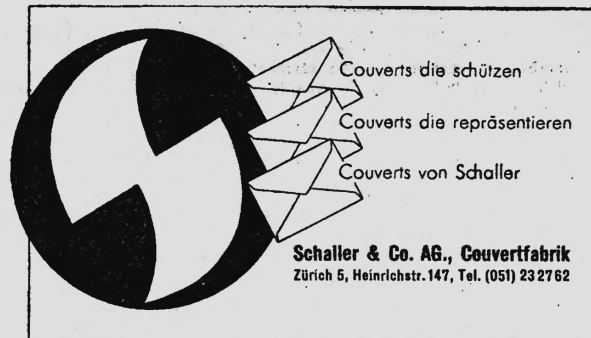 Couverts die schützen
Couverts die repräsentieren
Couverts von Schaller
Schaller & Co. AG., Couvertfabrik
Zürich 5, Heinrichstr. 147, Tel. (051) 23 27 62